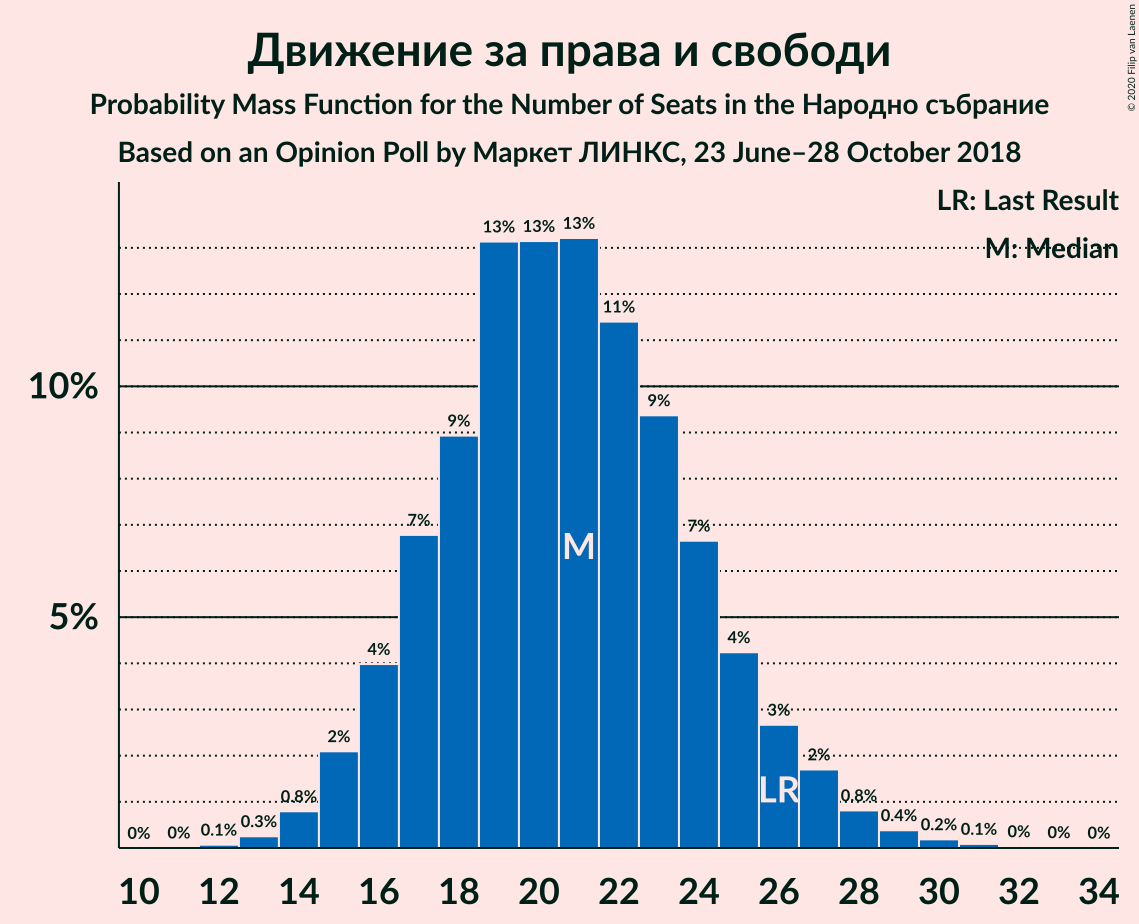 Движение за права и свободи
Probability Mass Function for the Number of Seats in the Народно събрание
Based on an Opinion Poll by Маркет ЛИНКС, 23 June–28 October 2018
© 2020 Filip van Laenen
LR: Last Result
M: Median
13% 13% 13%
11%
10%
9%
9%
7%
7%
M
5%
4%
4%
3%
2%
2%
LR
0.8%
0.8%
0% 0% 0.1% 0.3% 0.4% 0.2% 0.1% 0% 0% 0%
10 12 14 16 18 20 22 24 26 28 30 32 34